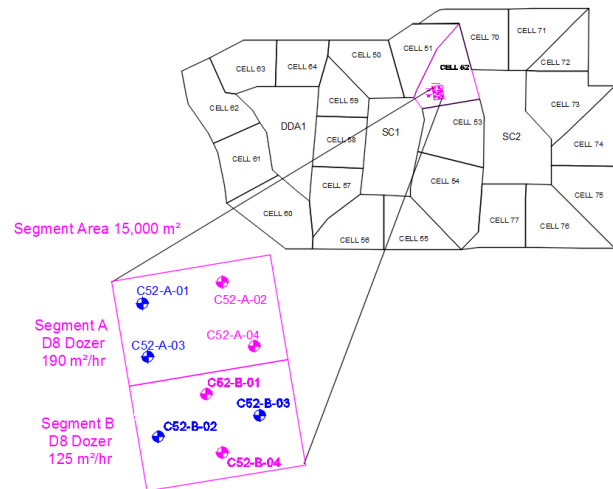 CELL 50
CELL 51
CELL 70
CELL 71
CELL 63
CELL 64
CELL 62
CELL 72
CELL 59
CELL 62
CELL 73
DDA1
SC1
CELL 53
SC2
CELL 58
CELL 74
CELL 61
CELL 57
CELL 54
CELL 75
CELL 60
CELL 56
CELL 55
CELL 77
CELL 76
Segment Area 15,000 m²
C52-A-01
C52-A-02
C52-A-03
C52-A-04
Segment A
D8 Dozer
190 m²/hr
C52-B-01
C52-B-03
C52-B-02
C52-B-04
Segment B
D8 Dozer
125 m²/hr